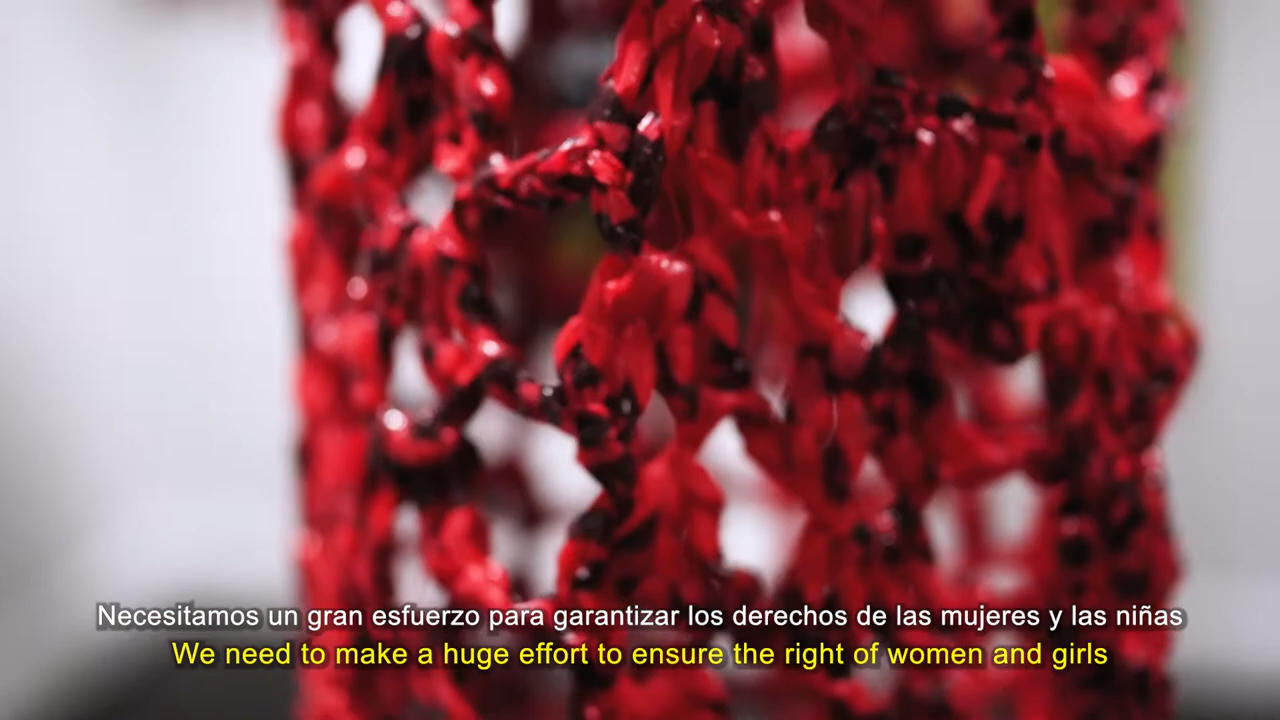 Necesitamos un gran esfuerzo para garantizar los derechos de las mujeres y las niñas
We need to make a huge effort to ensure the right of women and girls